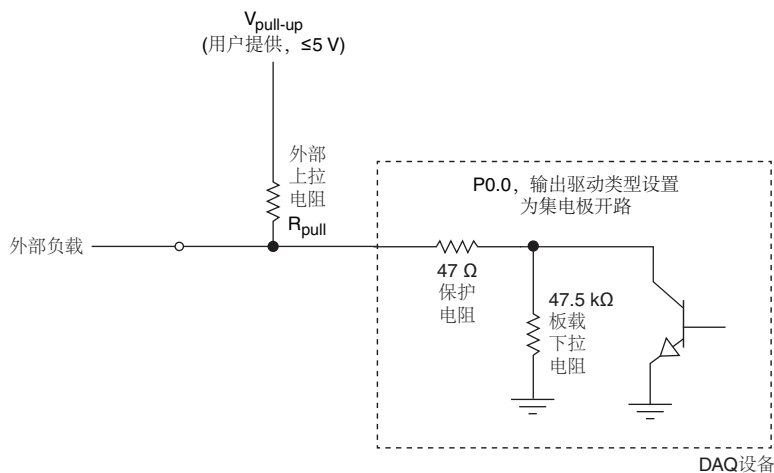 Vpull-up
(用户提供，≤5 V)
外部
上拉
电阻
Rpull
外部负载
P0.0，输出驱动类型设置
为集电极开路
47 Ω
保护
电阻
47.5 kΩ
板载
下拉
电阻
DAQ设备